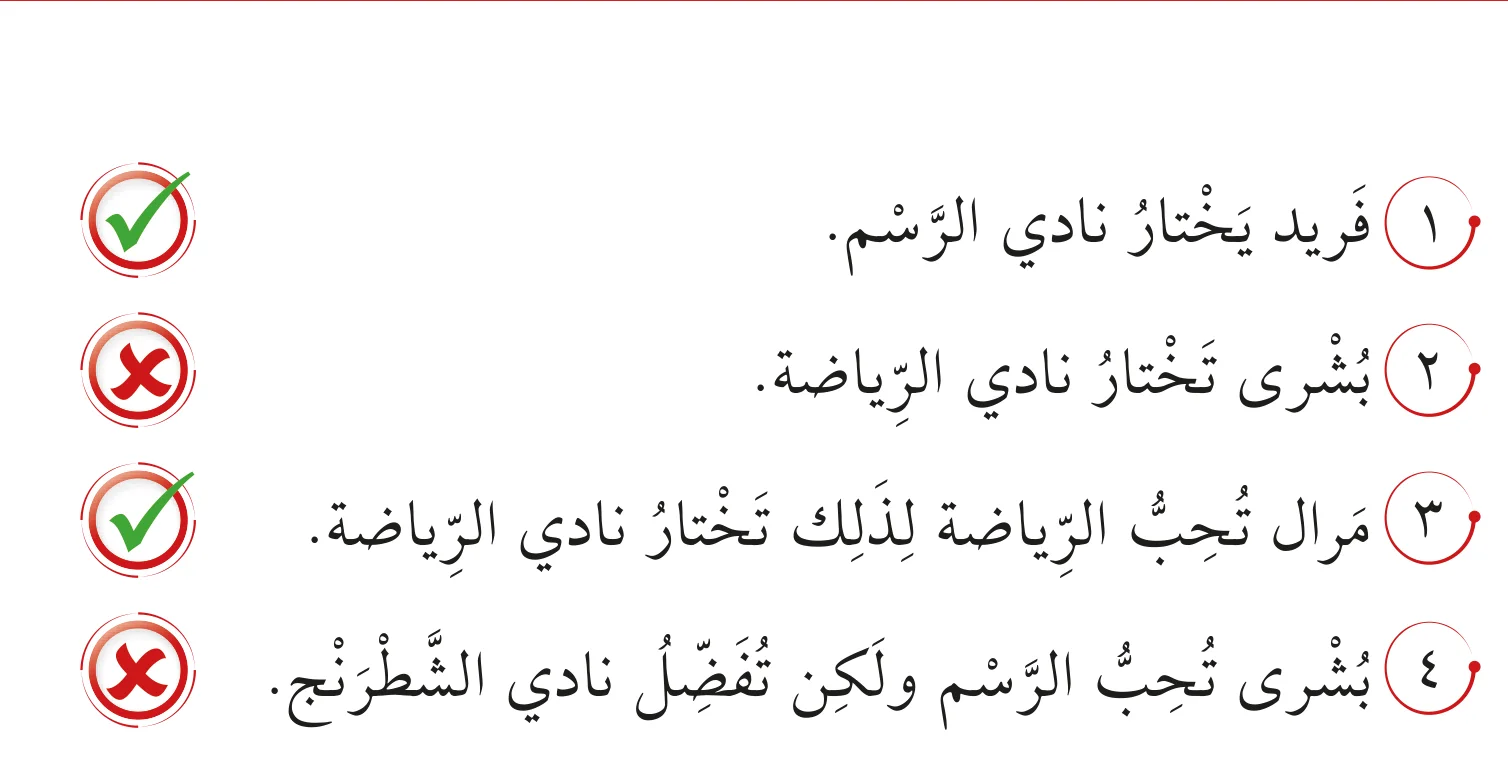 ١ فَريد يَخْتارُ نادي الرَّسْم.
٢ بُشْرى تَخْتارُ نادي الرِّياضة.
٣ مَرال تُحِبُّ الرِّياضة لِذَلِك تَخْتارُ نادي الرِّياضة.
٤ بُشْرى تُحِبُّ الرَّسْم ولَكِن تُفَضِّلُ نادي الشَّطْرَنْج.